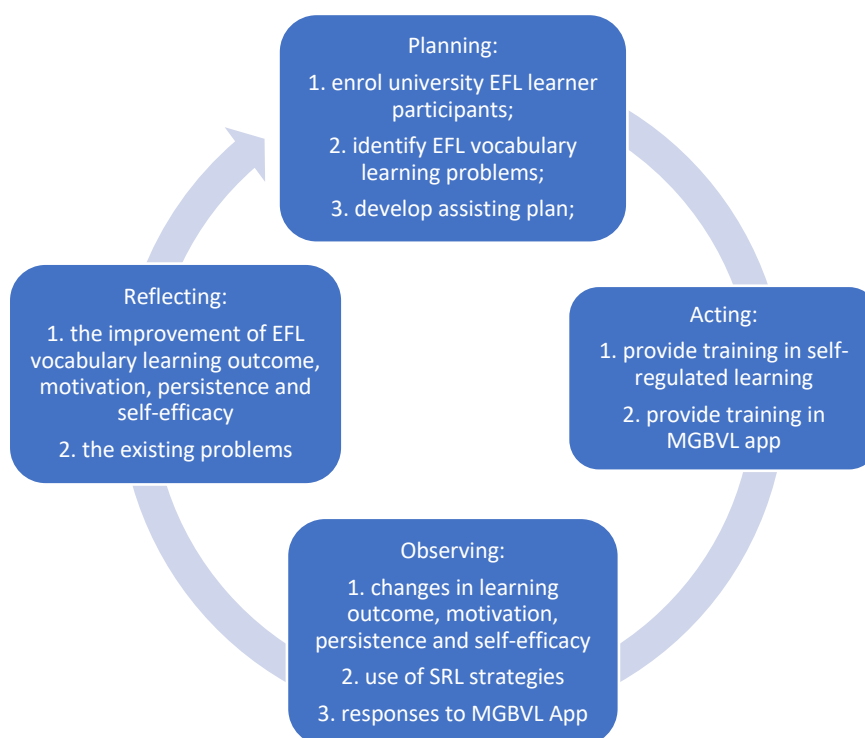 Planning:
1. enrol university EFL learner
participants;
2. identify EFL vocabulary
learning problems;
3. develop assisting plan;
Acting:
1. provide training in self-
regulated learning
2. provide training in
MGBVL app
Observing:
1. changes in learning
outcome, motivation,
persistence and self-efficacy
2. use of SRL strategies
3. responses to MGBVL App
Reflecting:
1. the improvement of EFL
vocabulary learning outcome,
motivation, persistence and
self-efficacy
2. the existing problems